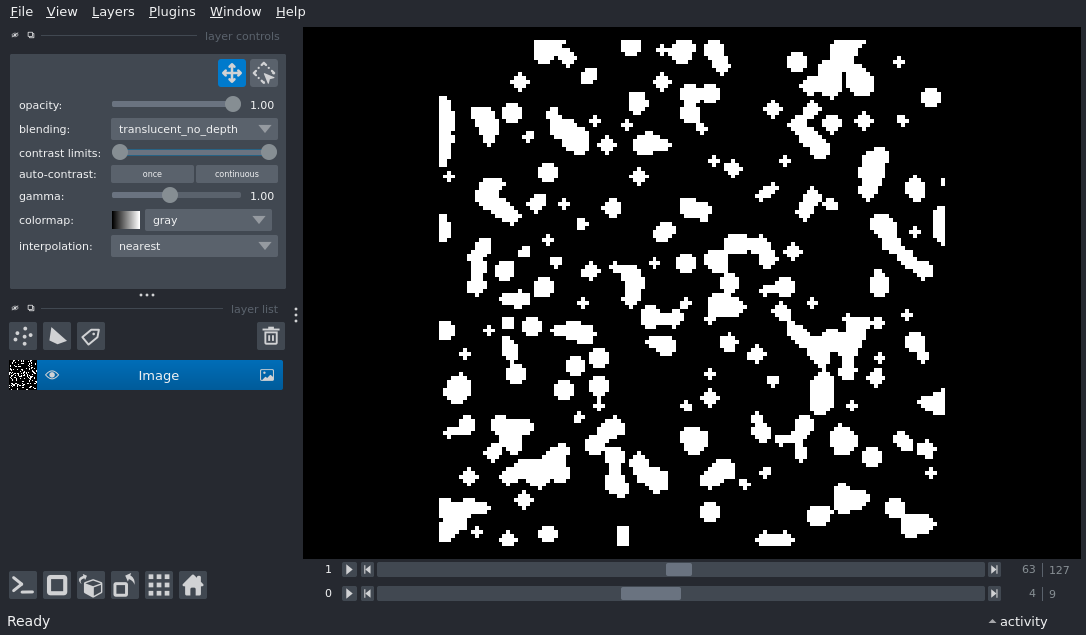 File View Layers Plugins Window Help
layer controls
opacity: 1.00
blending: translucent_no_depth
contrast limits:
auto-contrast: once continuous
gamma: 1.00
colormap: gray
interpolation: nearest
layer list
Image
1 63 127
0 4 9
Ready activity